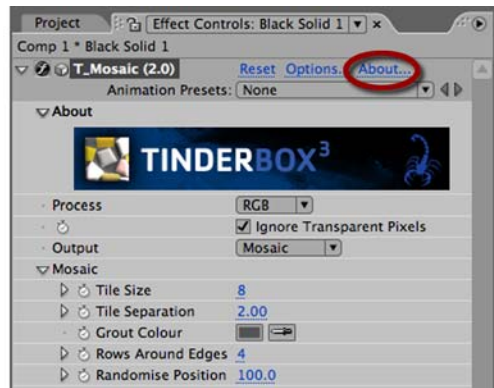 Project Effect Controls: Black Solid 1 x
Comp 1 * Black Solid 1
T_Mosaic (2.0) Reset Options. About...
Animation Presets: None
About
TINDERBOX3
Process RGB
Ignore Transparent Pixels
Output Mosaic
Mosaic
Tile Size 8
Tile Separation 2.00
Grout Colour
Rows Around Edges 4
Randomise Position 100.0